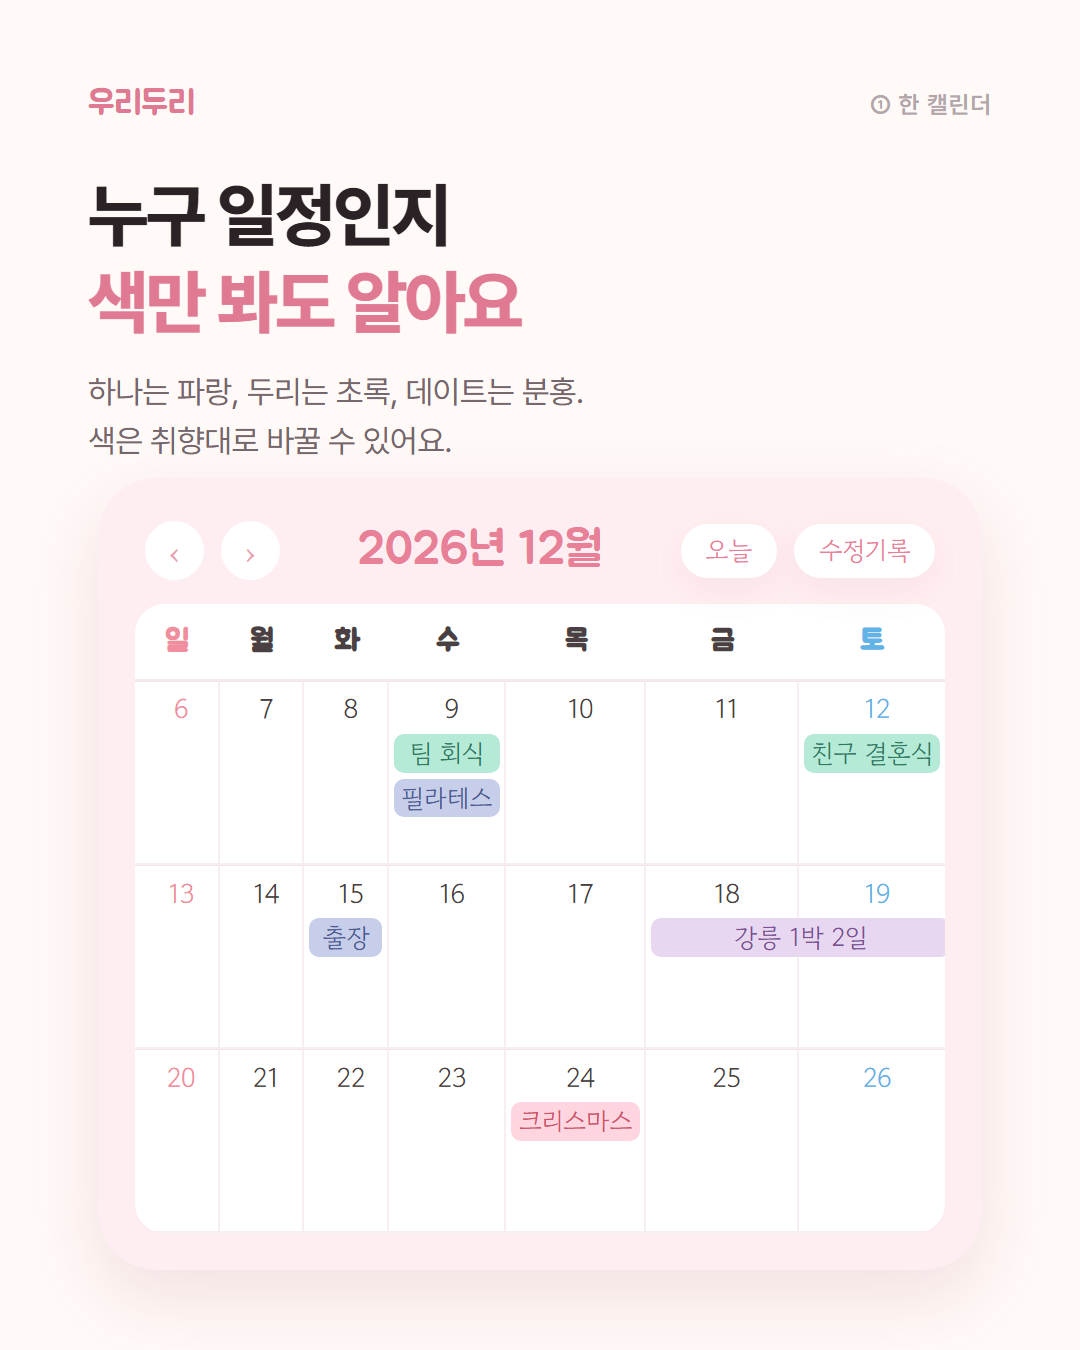 우리두리
① 한 캘린더
누구 일정인지
색만 봐도 알아요
하나는 파랑, 두리는 초록, 데이트는 분홍.
색은 취향대로 바꿀 수 있어요.
‹ › 2026년 12월 오늘 수정기록
일 월 화 수 목 금 토
6 7 8 9 10 11 12
팀 회식 친구 결혼식
필라테스
13 14 15 16 17 18 19
출장 강릉 1박 2일
20 21 22 23 24 25 26
크리스마스